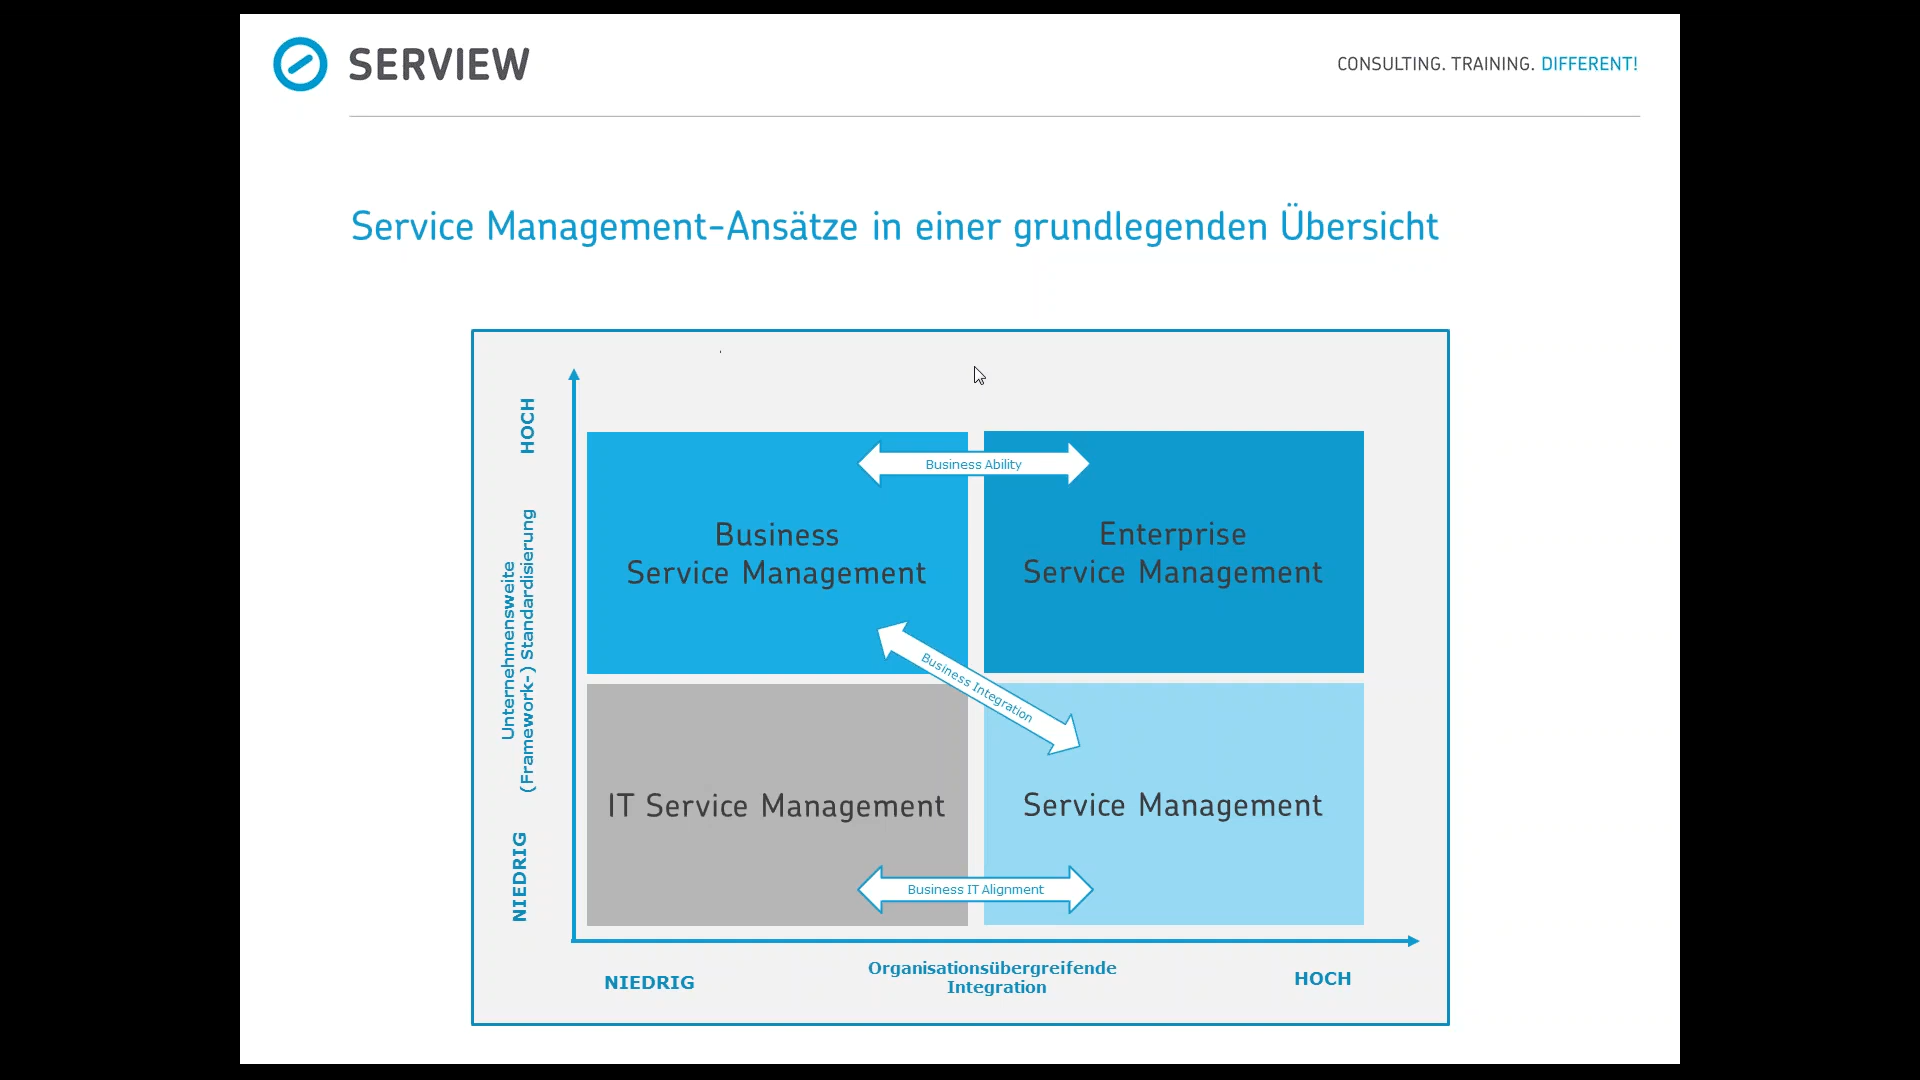 SERVIEW
CONSULTING. TRAINING. DIFFERENT!
Service Management-Ansätze in einer grundlegenden Übersicht
HOCH
Unternehmensweite
(Framework-) Standardisierung
NIEDRIG
Business Ability
Business
Service Management
Enterprise
Service Management
Business Integration
IT Service Management
Service Management
Business IT Alignment
NIEDRIG
Organisationsübergreifende
Integration
HOCH